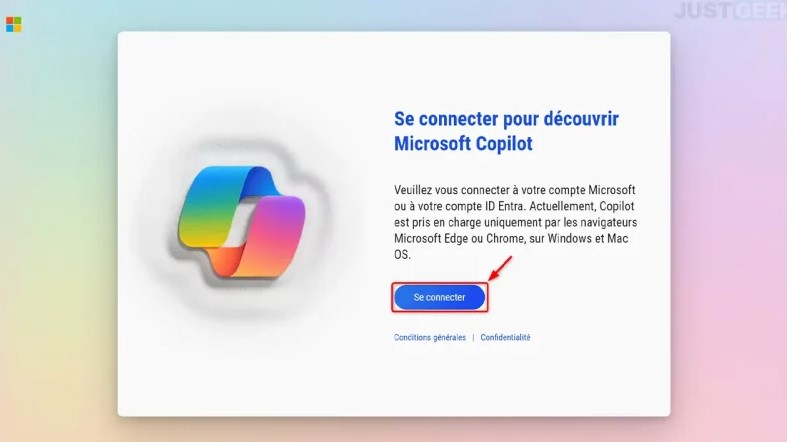 JUSTGEEK
Se connecter pour découvrir
Microsoft Copilot
Veuillez vous connecter à votre compte Microsoft
ou à votre compte ID Entra. Actuellement, Copilot
est pris en charge uniquement par les navigateurs
Microsoft Edge ou Chrome, sur Windows et Mac
OS.
Se connecter
Conditions générales | Confidentialité